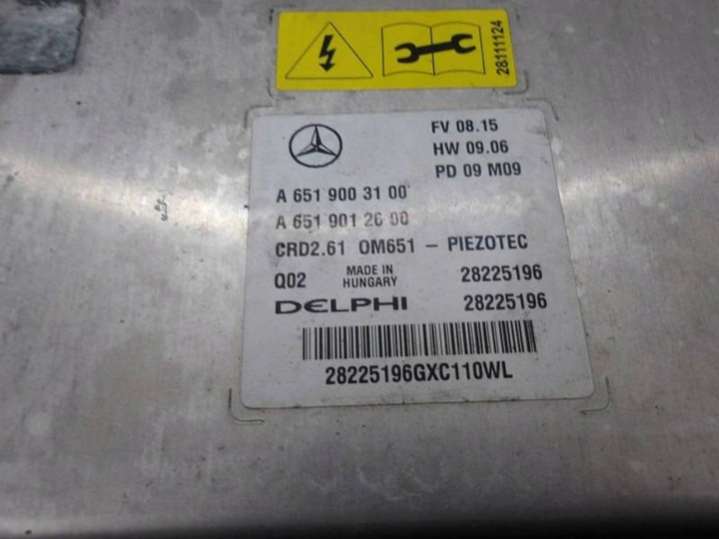 28111124
FV 08.15
HW 09.06
PD 09 M09
A 651 900 31 00
A 651 901 26 00
CRD2.61 OM651 – PIEZOTEC
Q02 MADE IN HUNGARY 28225196
DELPHI 28225196
28225196GXC110WL